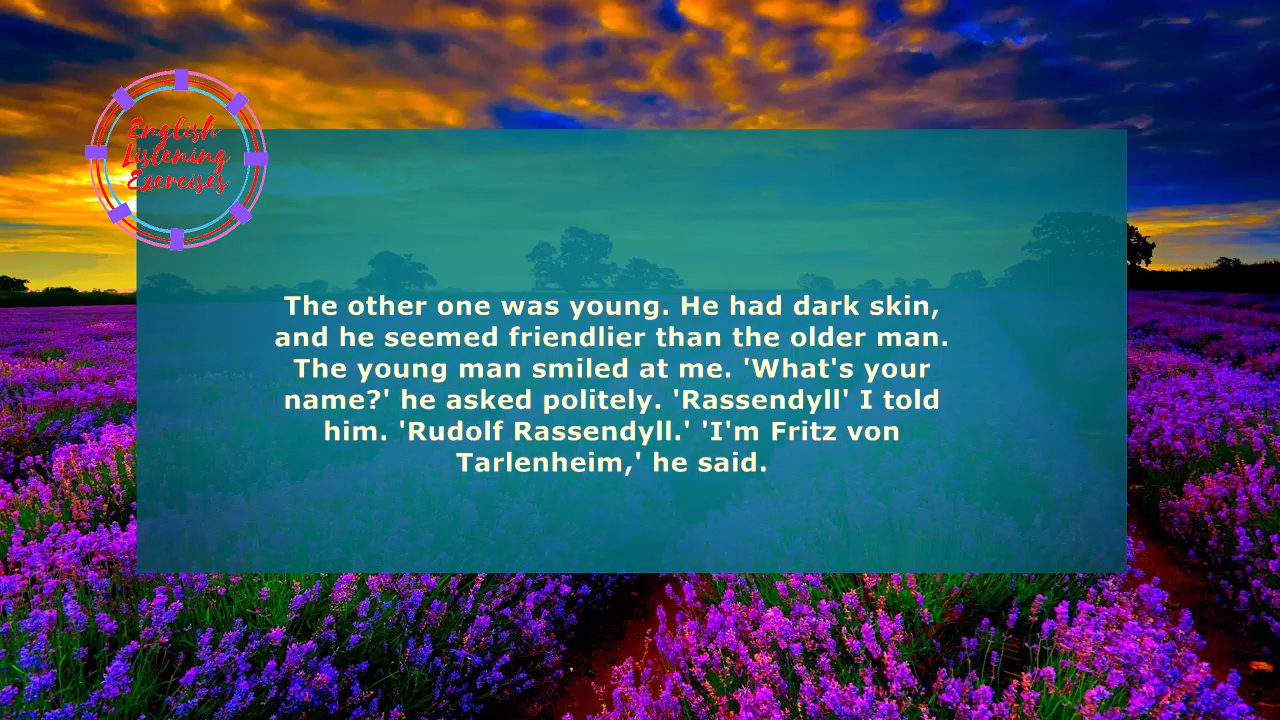 English
Listening
Exercises
The other one was young. He had dark skin,
and he seemed friendlier than the older man.
The young man smiled at me. 'What's your
name?' he asked politely. 'Rassendyll' I told
him. 'Rudolf Rassendyll.' 'I'm Fritz von
Tarlenheim,' he said.